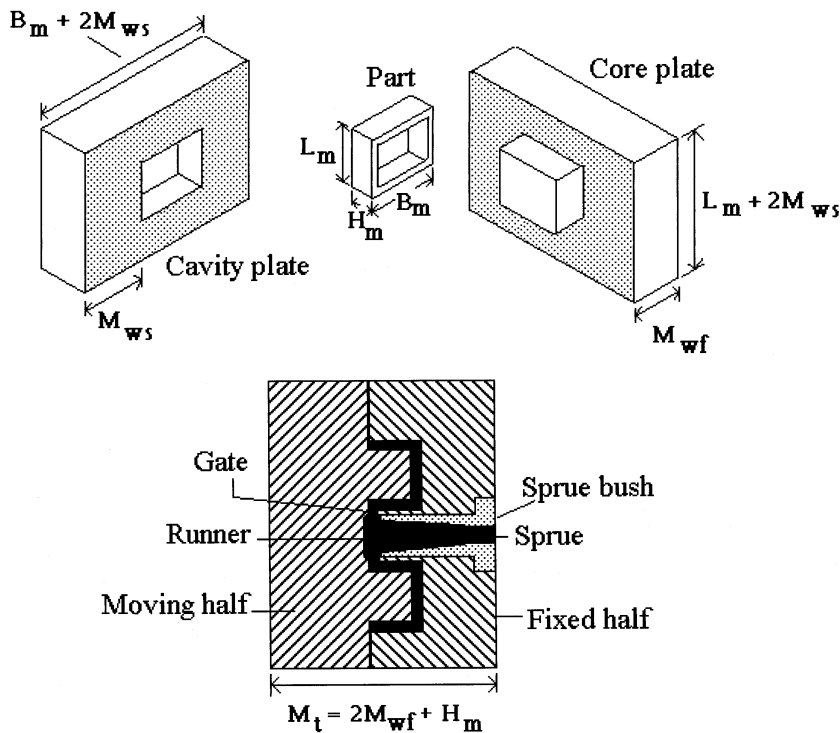 B_m + 2M_ws
Part
Core plate
L_m
H_m
B_m
L_m + 2M_ws
Cavity plate
M_ws
M_wf
Gate
Sprue bush
Runner
Sprue
Moving half
Fixed half
M_t = 2M_wf + H_m